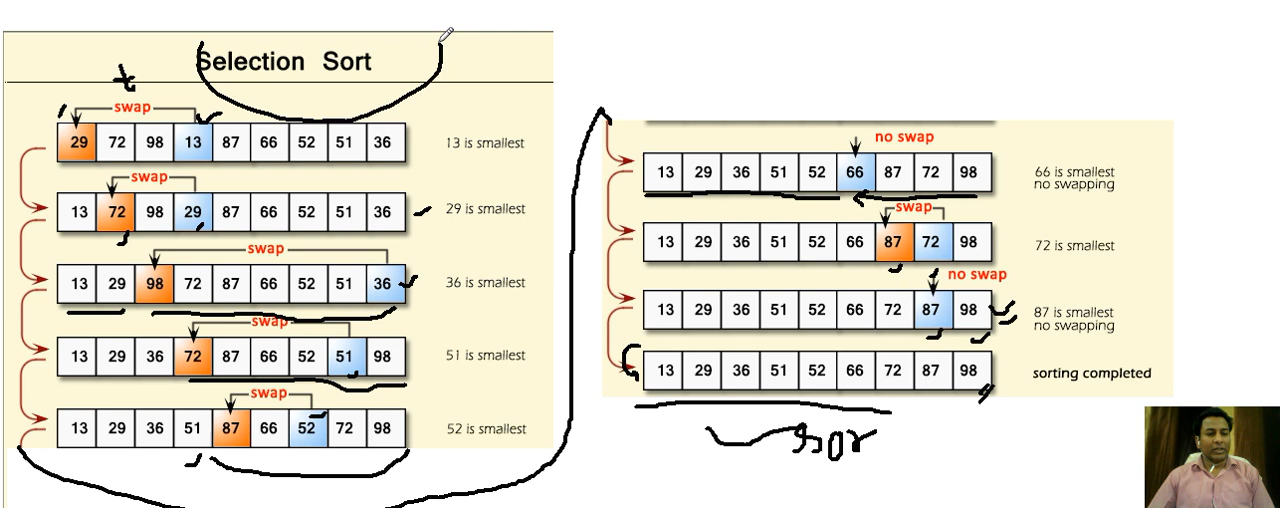 Selection Sort
swap
29 72 98 13 87 66 52 51 36
13 is smallest
swap
13 72 98 29 87 66 52 51 36
29 is smallest
swap
13 29 98 72 87 66 52 51 36
36 is smallest
swap
13 29 36 72 87 66 52 51 98
51 is smallest
swap
13 29 36 51 87 66 52 72 98
52 is smallest
no swap
13 29 36 51 52 66 87 72 98
66 is smallest
no swapping
swap
13 29 36 51 52 66 87 72 98
72 is smallest
no swap
13 29 36 51 52 66 72 87 98
87 is smallest
no swapping
13 29 36 51 52 66 72 87 98
sorting completed